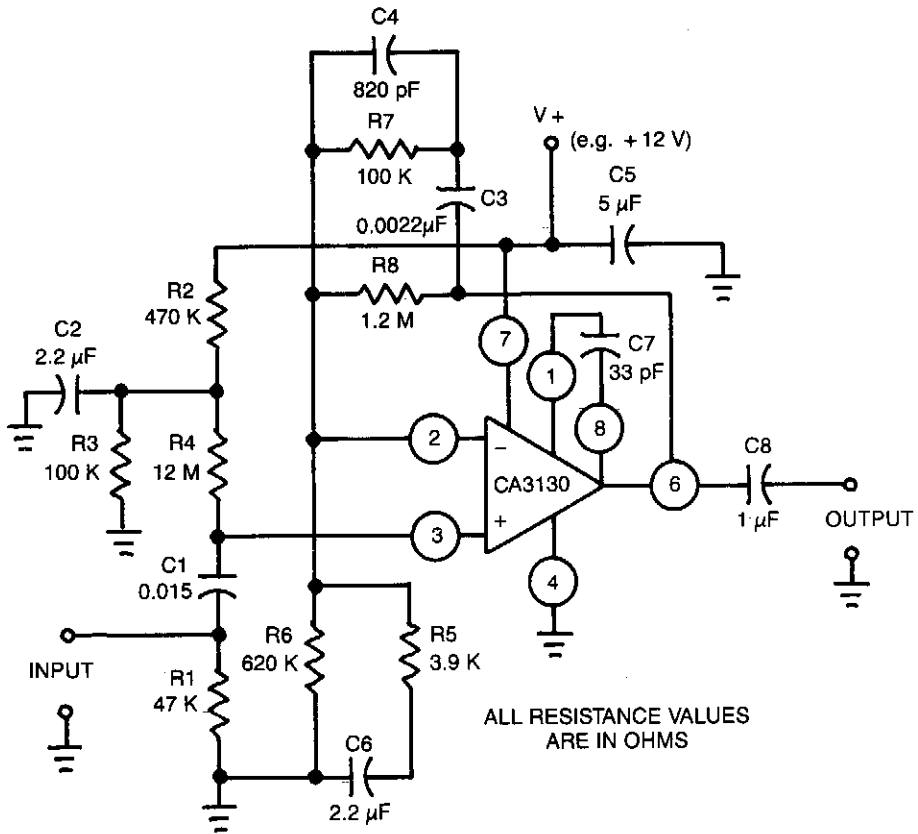 C4
820 pF
R7
100 K
C3
0.0022µF
V +
(e.g. + 12 V)
C5
5 µF
R8
1.2 M
R2
470 K
C2
2.2 µF
R3
100 K
R4
12 M
7
1
C7
33 pF
8
2
−
CA3130
3
+
6
4
C8
1 µF
OUTPUT
C1
0.015
INPUT
R1
47 K
R6
620 K
R5
3.9 K
C6
2.2 µF
ALL RESISTANCE VALUES
ARE IN OHMS